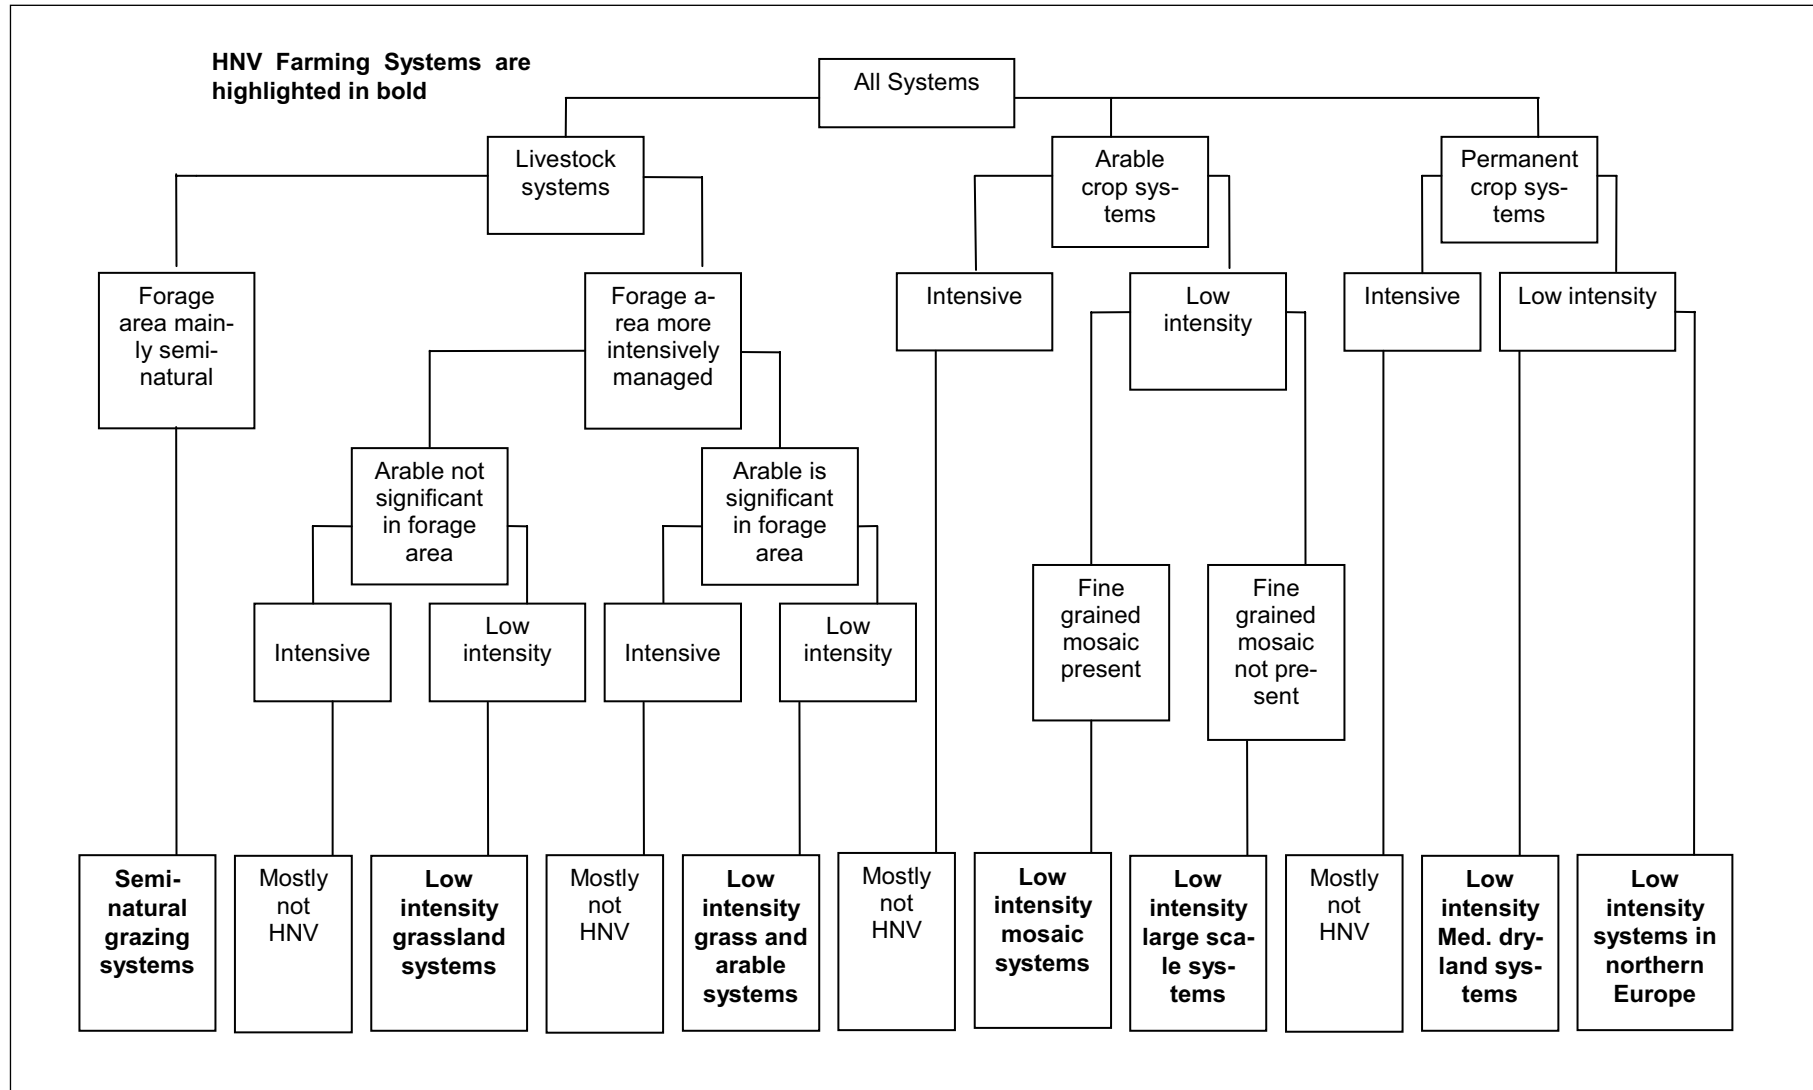 HNV Farming Systems are
highlighted in bold
All Systems
Livestock
systems
Arable
crop sys-
tems
Permanent
crop sys-
tems
Forage
area main-
ly semi-
natural
Forage a-
rea more
intensively
managed
Intensive
Low
intensity
Intensive
Low intensity
Arable not
significant
in forage
area
Arable is
significant
in forage
area
Fine
grained
mosaic
present
Fine
grained
mosaic
not pre-
sent
Intensive
Low
intensity
Intensive
Low
intensity
Semi-
natural
grazing
systems
Mostly
not
HNV
Low
intensity
grassland
systems
Mostly
not
HNV
Low
intensity
grass and
arable
systems
Mostly
not
HNV
Low
intensity
mosaic
systems
Low
intensity
large sca-
le sys-
tems
Mostly
not
HNV
Low
intensity
Med. dry-
land sys-
tems
Low
intensity
systems in
northern
Europe